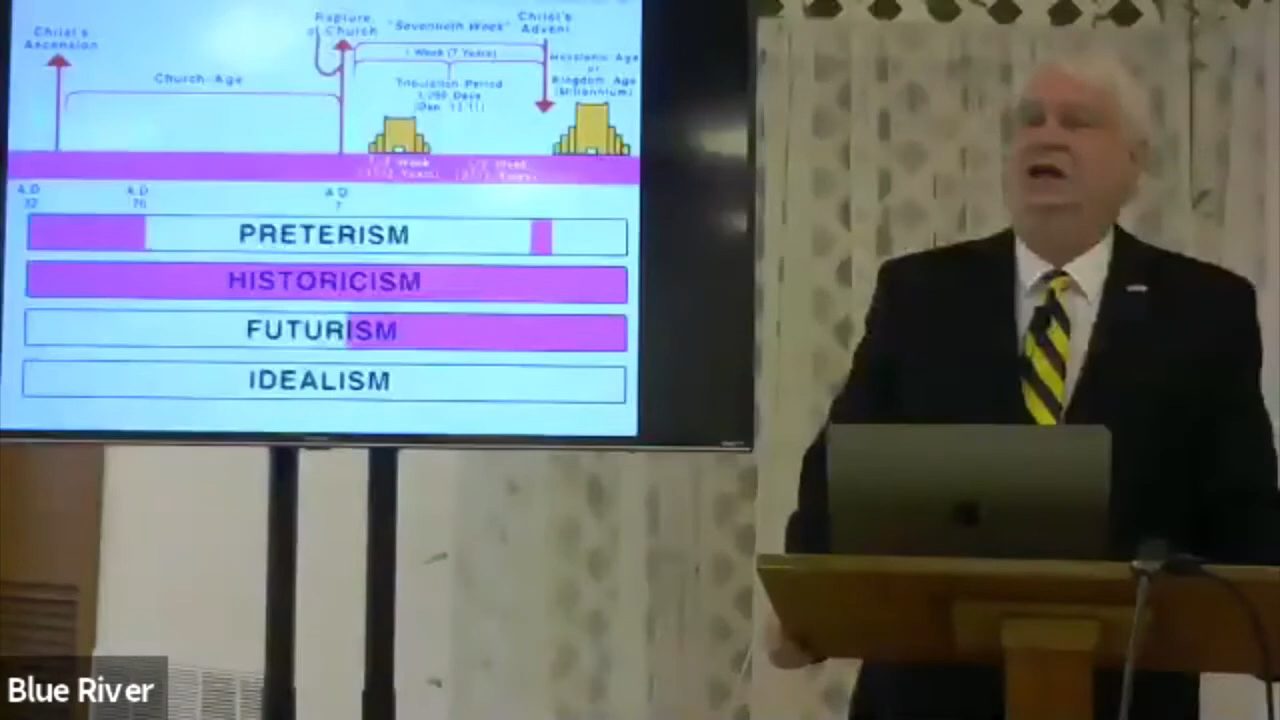 Christ's
Ascension
Rapture
of Church
"Seventieth Week"
Christ's
Advent
1 Week (7 Years)
Church Age
Tribulation Period
Messianic Age
or
Kingdom Age
(Millennium)
A.D.
32
A.D.
70
A.D.
?
PRETERISM
HISTORICISM
FUTURISM
IDEALISM
Blue River